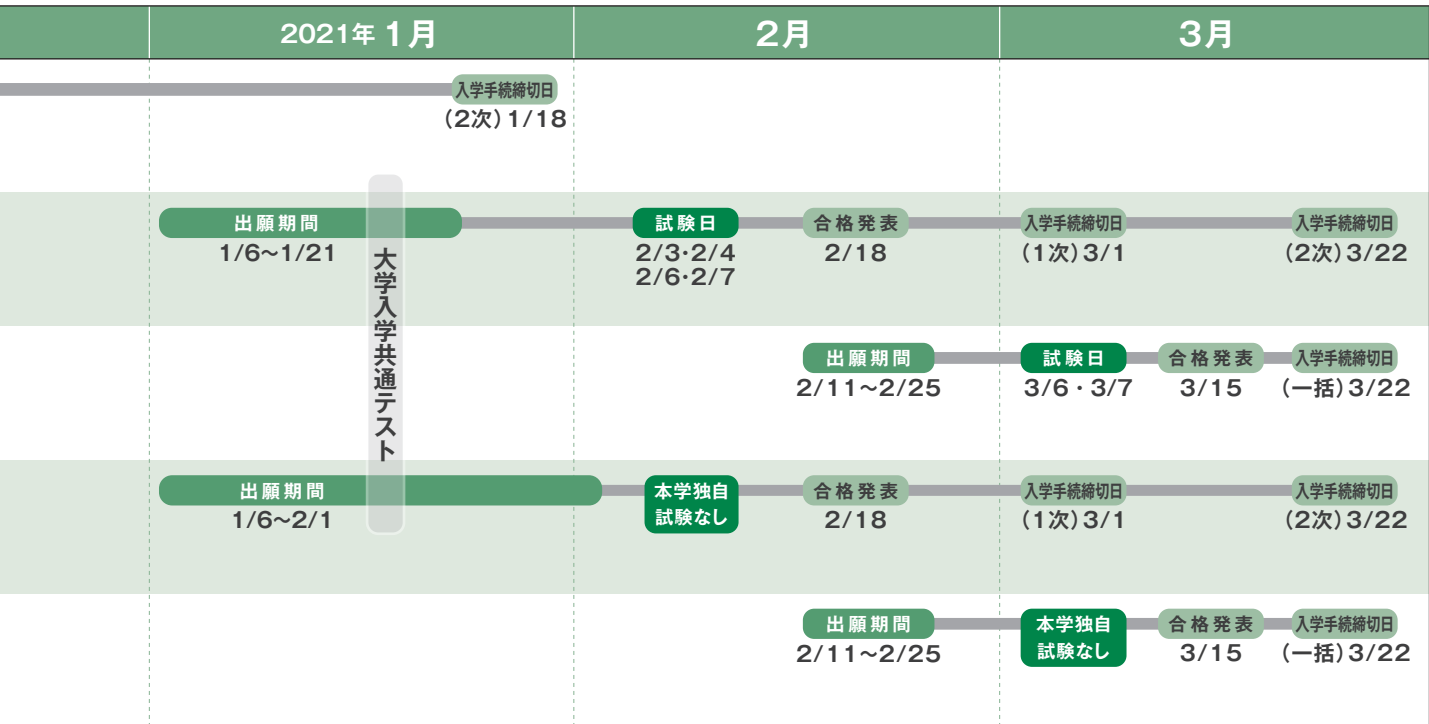 2021年 1月
2月
3月
入学手続締切日
(2次)1/18
出願期間
1/6~1/21
試験日
2/3・2/4
2/6・2/7
合格発表
2/18
入学手続締切日
(1次)3/1
入学手続締切日
(2次)3/22
大学入学共通テスト
出願期間
2/11~2/25
試験日
3/6・3/7
合格発表
3/15
入学手続締切日
(一括)3/22
出願期間
1/6~2/1
本学独自
試験なし
合格発表
2/18
入学手続締切日
(1次)3/1
入学手続締切日
(2次)3/22
出願期間
2/11~2/25
本学独自
試験なし
合格発表
3/15
入学手続締切日
(一括)3/22